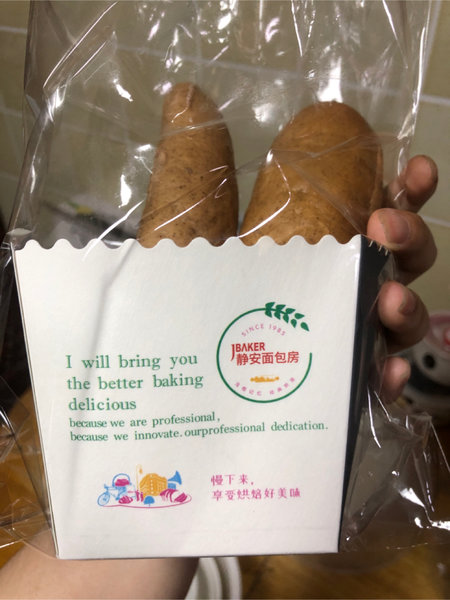 SINCE 1985
JBAKER
静安面包房
I will bring you
the better baking
delicious
because we are professional,
because we innovate.ourprofessional dedication.
慢下来，
享受烘焙好美味